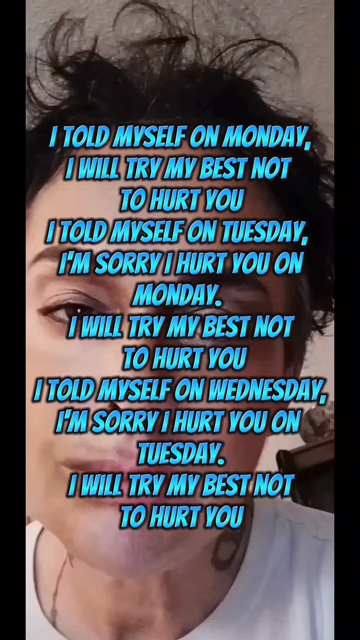 I TOLD MYSELF ON MONDAY,
I WILL TRY MY BEST NOT
TO HURT YOU
I TOLD MYSELF ON TUESDAY,
I'M SORRY I HURT YOU ON
MONDAY.
I WILL TRY MY BEST NOT
TO HURT YOU
I TOLD MYSELF ON WEDNESDAY,
I'M SORRY I HURT YOU ON
TUESDAY.
I WILL TRY MY BEST NOT
TO HURT YOU